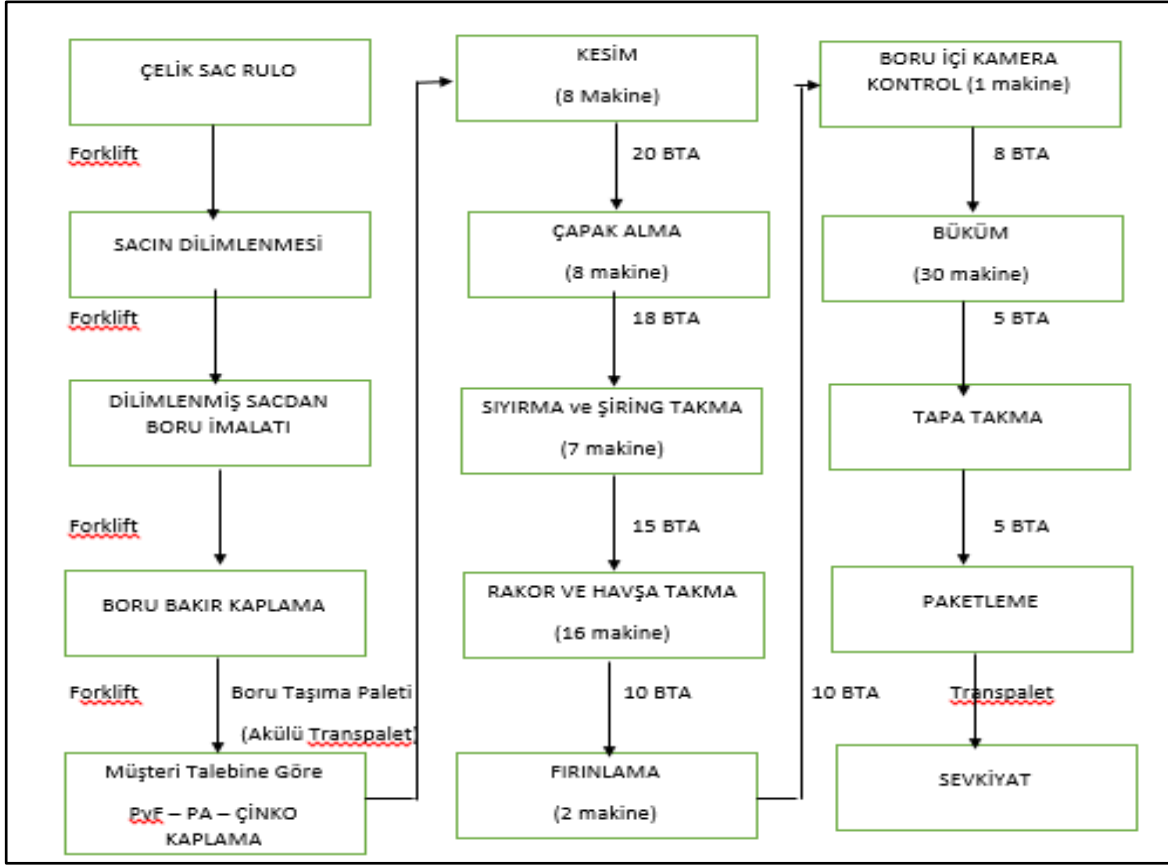 ÇELİK SAC RULO
Forklift
SACIN DİLİMLENMESİ
Forklift
DİLİMLENMİŞ SACDAN
BORU İMALATI
Forklift
BORU BAKIR KAPLAMA
Forklift
Boru Taşıma Paleti
(Akülü Transpalet)
Müşteri Talebine Göre
PvF – PA – ÇİNKO
KAPLAMA
KESİM
(8 Makine)
20 BTA
ÇAPAK ALMA
(8 makine)
18 BTA
SIYIRMA ve ŞİRİNG TAKMA
(7 makine)
15 BTA
RAKOR VE HAVŞA TAKMA
(16 makine)
10 BTA
FIRINLAMA
(2 makine)
10 BTA
BORU İÇİ KAMERA
KONTROL (1 makine)
8 BTA
BÜKÜM
(30 makine)
5 BTA
TAPA TAKMA
5 BTA
PAKETLEME
Transpalet
SEVKİYAT